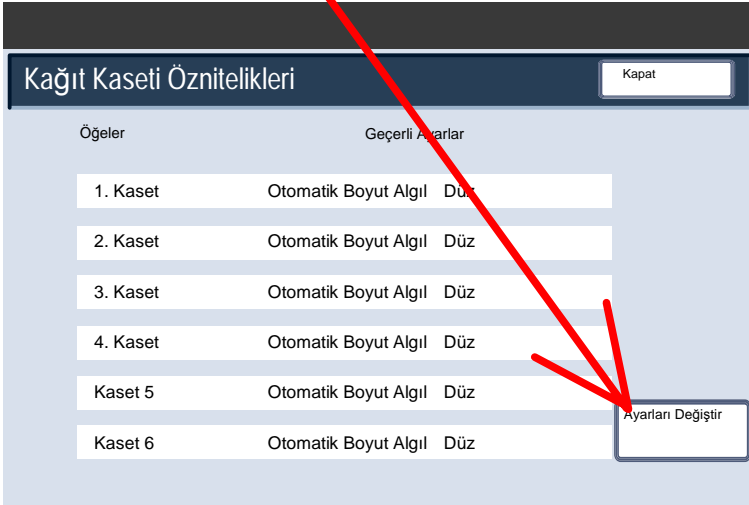 Kağıt Kaseti Öznitelikleri
Kapat
Öğeler Geçerli Ayarlar
1. Kaset Otomatik Boyut Algıl Düz
2. Kaset Otomatik Boyut Algıl Düz
3. Kaset Otomatik Boyut Algıl Düz
4. Kaset Otomatik Boyut Algıl Düz
Kaset 5 Otomatik Boyut Algıl Düz
Ayarları Değiştir
Kaset 6 Otomatik Boyut Algıl Düz